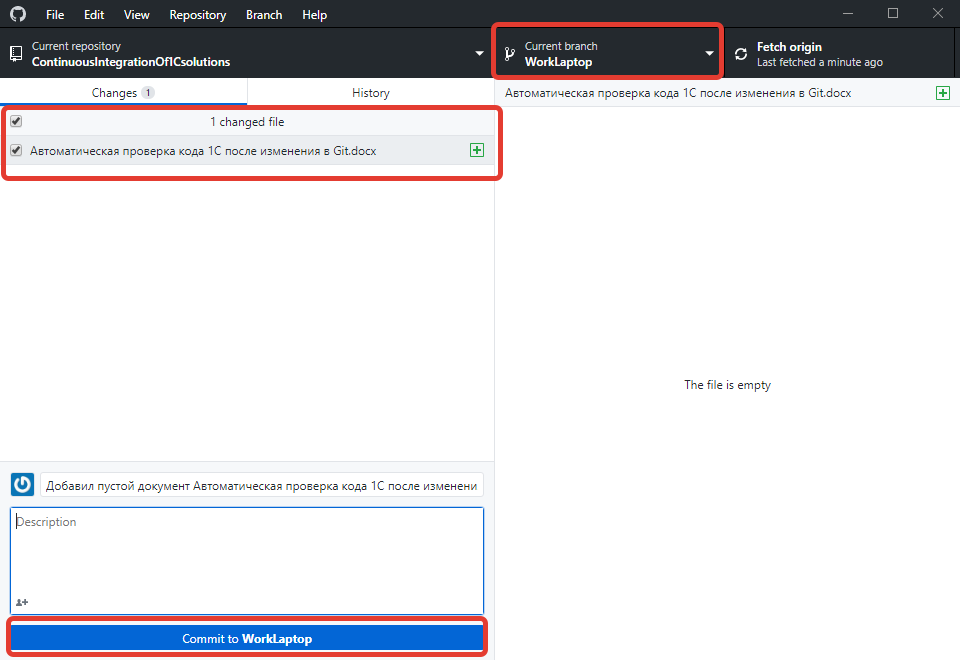 File Edit View Repository Branch Help
Current repository
ContinuousIntegrationOf1Csolutions
Current branch
WorkLaptop
Fetch origin
Last fetched a minute ago
Changes 1
History
Автоматическая проверка кода 1С после изменения в Git.docx
1 changed file
Автоматическая проверка кода 1С после изменения в Git.docx
The file is empty
Добавил пустой документ Автоматическая проверка кода 1С после изменени
Description
Commit to WorkLaptop